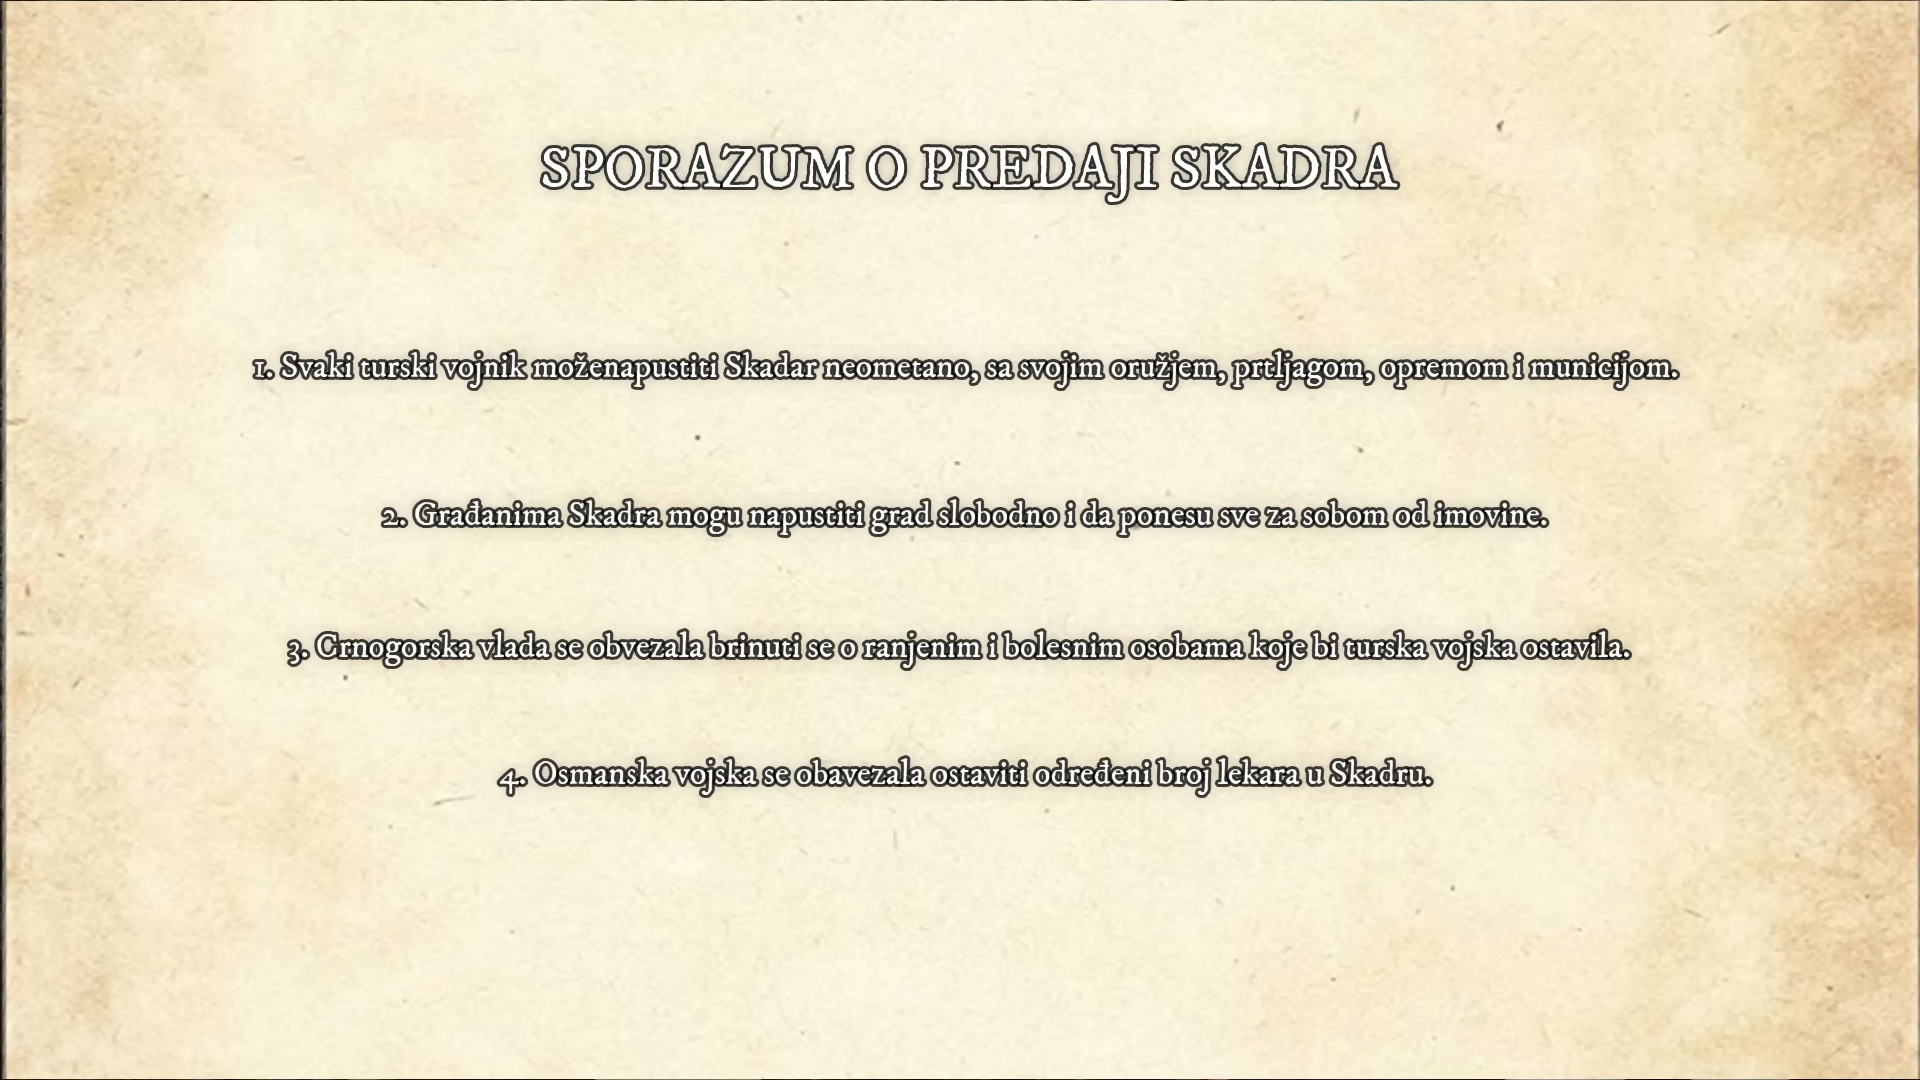 SPORAZUM O PREDAJI SKADRA
1. Svaki turski vojnik moženapustiti Skadar neometano, sa svojim oružjem, prtljagom, opremom i municijom.
2. Građanima Skadra mogu napustiti grad slobodno i da ponesu sve za sobom od imovine.
3. Crnogorska vlada se obvezala brinuti se o ranjenim i bolesnim osobama koje bi turska vojska ostavila.
4. Osmanska vojska se obavezala ostaviti određeni broj lekara u Skadru.